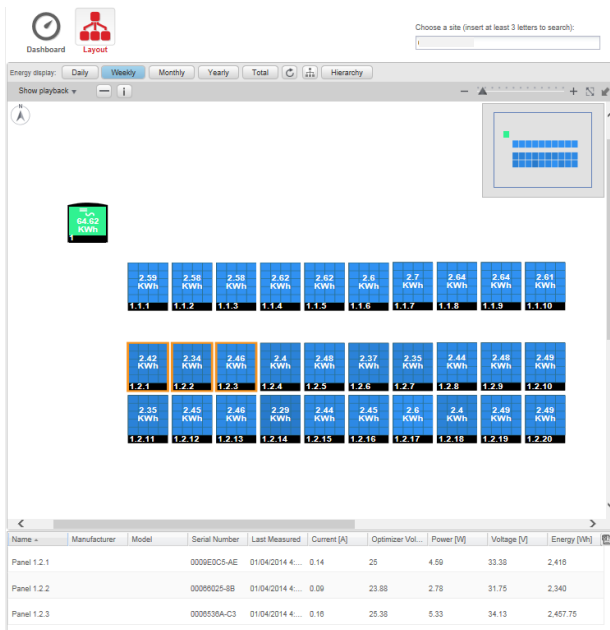 Choose a site (insert at least 3 letters to search):
Dashboard Layout
Energy display: Daily Weekly Monthly Yearly Total Hierarchy
Show playback
N
64.62
KWh
1
2.59 2.58 2.58 2.62 2.62 2.6 2.7 2.64 2.64 2.61
KWh KWh KWh KWh KWh KWh KWh KWh KWh KWh
1.1.1 1.1.2 1.1.3 1.1.4 1.1.5 1.1.6 1.1.7 1.1.8 1.1.9 1.1.10
2.42 2.34 2.46 2.4 2.48 2.37 2.35 2.44 2.48 2.49
KWh KWh KWh KWh KWh KWh KWh KWh KWh KWh
1.2.1 1.2.2 1.2.3 1.2.4 1.2.5 1.2.6 1.2.7 1.2.8 1.2.9 1.2.10
2.35 2.45 2.46 2.29 2.44 2.45 2.6 2.4 2.49 2.49
KWh KWh KWh KWh KWh KWh KWh KWh KWh KWh
1.2.11 1.2.12 1.2.13 1.2.14 1.2.15 1.2.16 1.2.17 1.2.18 1.2.19 1.2.20
Name Manufacturer Model Serial Number Last Measured Current [A] Optimizer Vol... Power [W] Voltage [V] Energy [Wh]
Panel 1.2.1 0009E0C5-AE 01/04/2014 4:... 0.14 25 4.59 33.38 2,416
Panel 1.2.2 00066025-8B 01/04/2014 4:... 0.09 23.88 2.78 31.75 2,340
Panel 1.2.3 0006536A-C3 01/04/2014 4:... 0.16 25.38 5.33 34.13 2,457.75